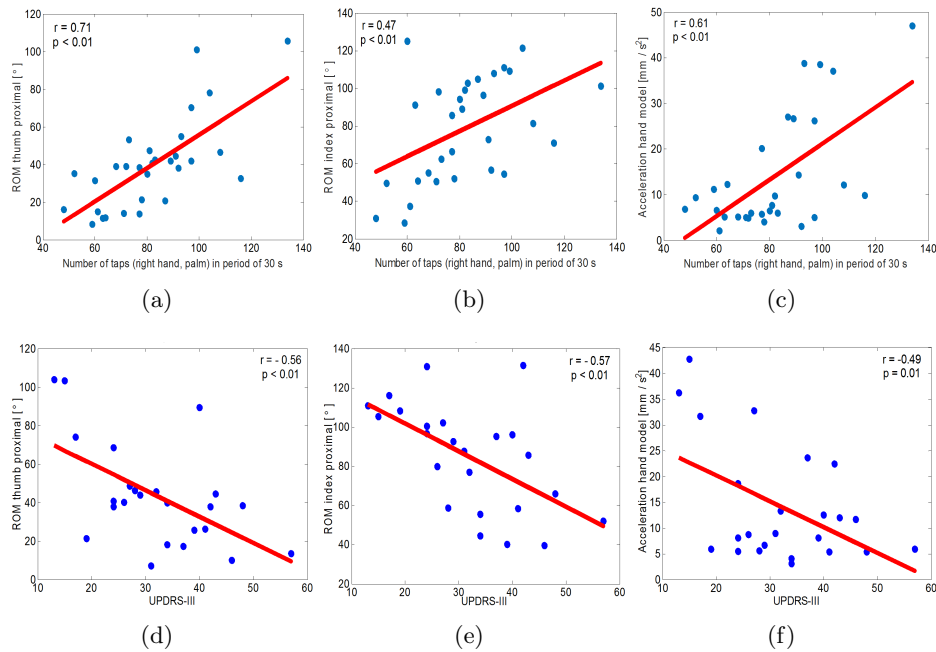 r = 0.71
p < 0.01
ROM thumb proximal [ ° ]
120
100
80
60
40
20
0
40 60 80 100 120 140
Number of taps (right hand, palm) in period of 30 s
(a)
r = 0.47
p < 0.01
ROM index proximal [ ° ]
140
120
100
80
60
40
20
40 60 80 100 120 140
Number of taps (right hand, palm) in period of 30 s
(b)
r = 0.61
p < 0.01
Acceleration hand model [mm / s²]
50
40
30
20
10
0
40 60 80 100 120 140
Number of taps (right hand, palm) in period of 30 s
(c)
r = - 0.56
p < 0.01
ROM thumb proximal [ ° ]
120
100
80
60
40
20
0
10 20 30 40 50 60
UPDRS-III
(d)
r = - 0.57
p < 0.01
ROM index proximal [ ° ]
140
120
100
80
60
40
20
10 20 30 40 50 60
UPDRS-III
(e)
r = -0.49
p = 0.01
Acceleration hand model [mm / s²]
45
40
35
30
25
20
15
10
5
0
10 20 30 40 50 60
UPDRS-III
(f)